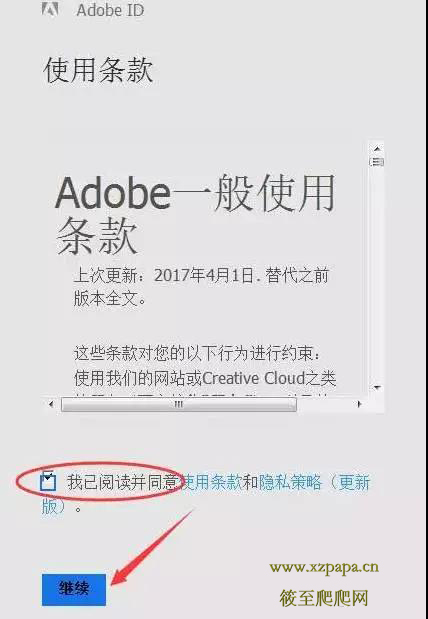 Adobe ID
使用条款
Adobe一般使用
条款
上次更新：2017年4月1日. 替代之前
版本全文。
这些条款对您的以下行为进行约束：
使用我们的网站或Creative Cloud之类
我已阅读并同意使用条款和隐私策略（更新
版）。
继续
www.xzpapa.cn
筱至爬爬网